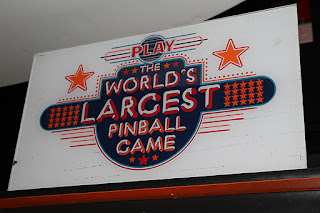 PLAY
THE
WORLD'S
LARGEST
PINBALL
GAME